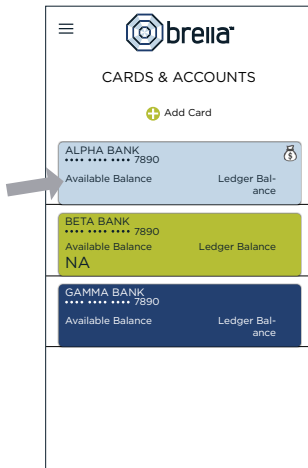 brella
CARDS & ACCOUNTS
Add Card
ALPHA BANK
•••• •••• •••• 7890
Available Balance Ledger Bal-
ance
BETA BANK
•••• •••• •••• 7890
Available Balance Ledger Balance
NA
GAMMA BANK
•••• •••• •••• 7890
Available Balance Ledger Bal-
ance